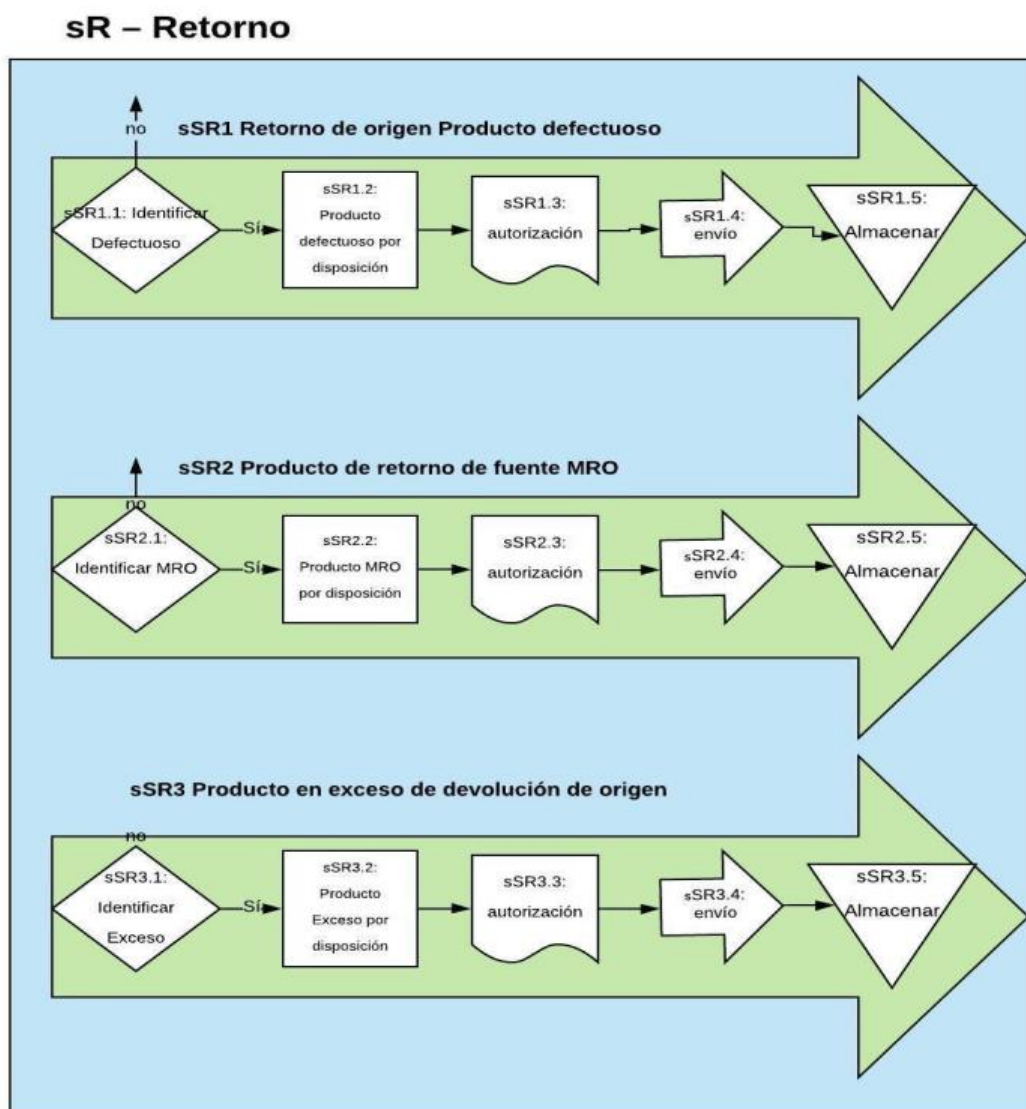 sR – Retorno
no
sSR1 Retorno de origen Producto defectuoso
sSR1.1: Identificar
Defectuoso
Sí
sSR1.2:
Producto
defectuoso por
disposición
sSR1.3:
autorización
sSR1.4:
envío
sSR1.5:
Almacenar
sSR2 Producto de retorno de fuente MRO
no
sSR2.1:
Identificar MRO
Sí
sSR2.2:
Producto MRO
por disposición
sSR2.3:
autorización
sSR2.4:
envío
sSR2.5:
Almacenar
sSR3 Producto en exceso de devolución de origen
no
sSR3.1:
Identificar
Exceso
Sí
sSR3.2:
Producto
Exceso por
disposición
sSR3.3:
autorización
sSR3.4:
envío
sSR3.5:
Almacenar